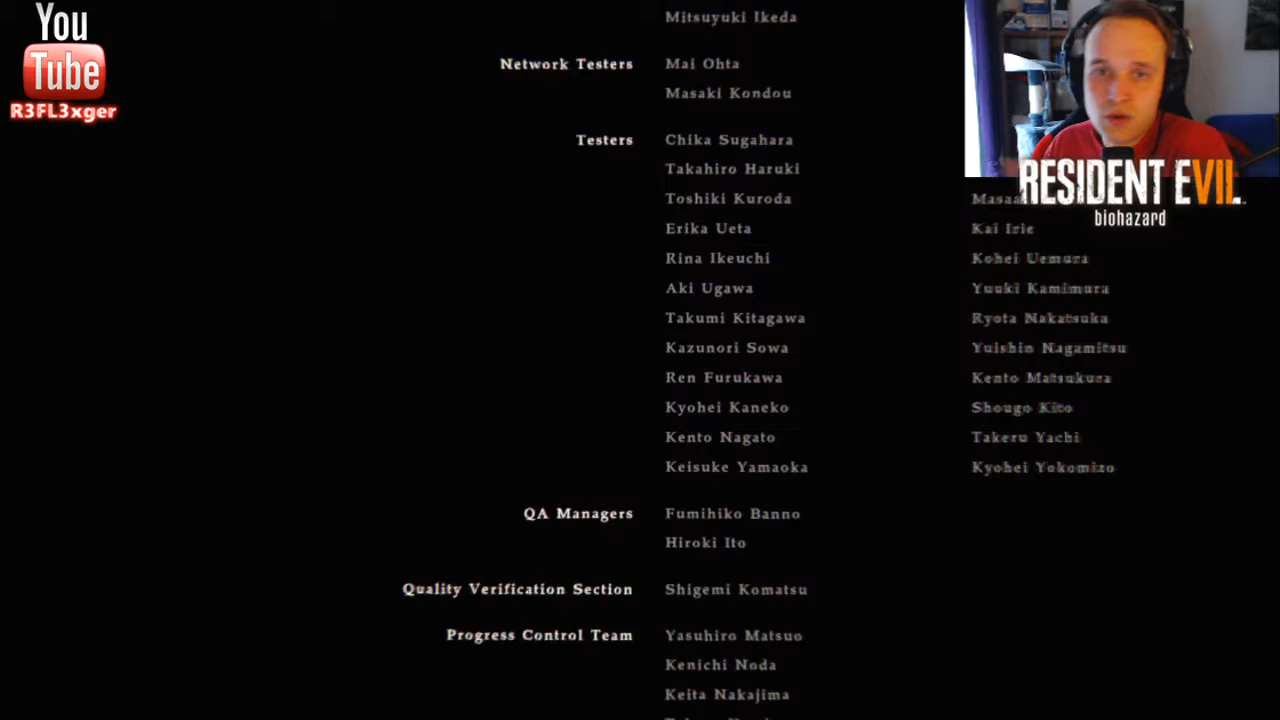 You
Tube
R3FL3xger
Mitsuyuki Ikeda
Network Testers Mai Ohta
Masaki Kondou
Testers Chika Sugahara
Takahiro Haruki
RESIDENT EVIL
biohazard
Toshiki Kuroda
Erika Ueta Kai Irie
Rina Ikeuchi Kohei Uemura
Aki Ugawa Yuuki Kamimura
Takumi Kitagawa Ryota Nakatsuka
Kazunori Sowa Yuishin Nagamitsu
Ren Furukawa Kento Matsukura
Kyohei Kaneko Shougo Kito
Kento Nagato Takeru Yachi
Keisuke Yamaoka Kyohei Yokomizo
QA Managers Fumihiko Banno
Hiroki Ito
Quality Verification Section Shigemi Komatsu
Progress Control Team Yasuhiro Matsuo
Kenichi Noda
Keita Nakajima